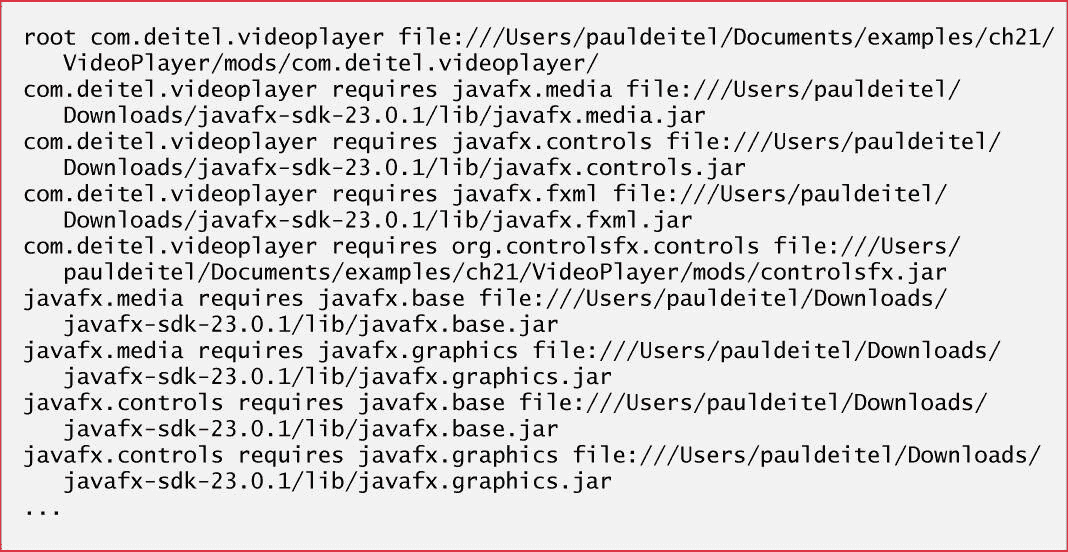 root com.deitel.videoplayer file:///Users/pauldeitel/Documents/examples/ch21/
VideoPlayer/mods/com.deitel.videoplayer/
com.deitel.videoplayer requires javafx.media file:///Users/pauldeitel/
Downloads/javafx-sdk-23.0.1/lib/javafx.media.jar
com.deitel.videoplayer requires javafx.controls file:///Users/pauldeitel/
Downloads/javafx-sdk-23.0.1/lib/javafx.controls.jar
com.deitel.videoplayer requires javafx.fxml file:///Users/pauldeitel/
Downloads/javafx-sdk-23.0.1/lib/javafx.fxml.jar
com.deitel.videoplayer requires org.controlsfx.controls file:///Users/
pauldeitel/Documents/examples/ch21/VideoPlayer/mods/controlsfx.jar
javafx.media requires javafx.base file:///Users/pauldeitel/Downloads/
javafx-sdk-23.0.1/lib/javafx.base.jar
javafx.media requires javafx.graphics file:///Users/pauldeitel/Downloads/
javafx-sdk-23.0.1/lib/javafx.graphics.jar
javafx.controls requires javafx.base file:///Users/pauldeitel/Downloads/
javafx-sdk-23.0.1/lib/javafx.base.jar
javafx.controls requires javafx.graphics file:///Users/pauldeitel/Downloads/
javafx-sdk-23.0.1/lib/javafx.graphics.jar
...